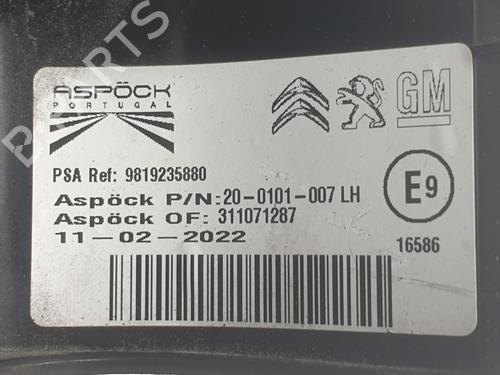 ASPÖCK
PORTUGAL
GM
PSA Ref: 9819235880
Aspöck P/N: 20-0101-007 LH
Aspöck OF: 311071287
11-02-2022
E9
16586
B-PARTS